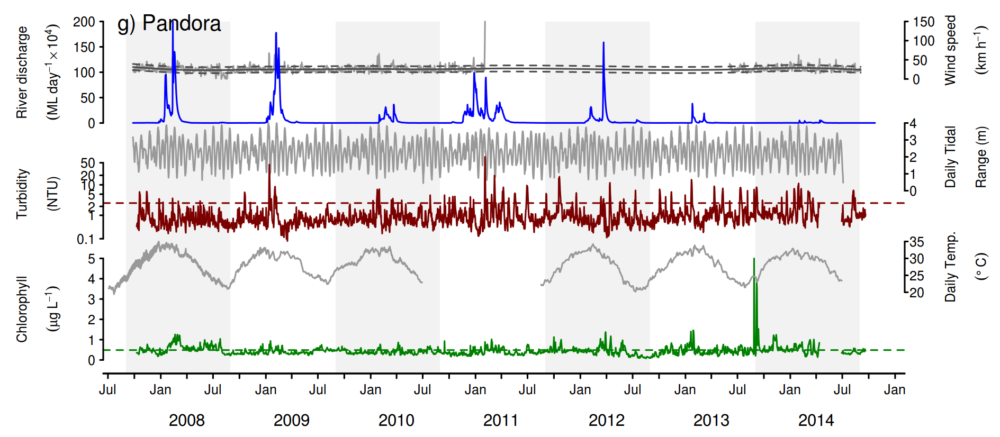 g) Pandora
River discharge
(ML day⁻¹ × 10⁴)
200
150
100
50
0
Wind speed
(km h⁻¹)
150
100
50
0
Daily Tidal
Range (m)
4
3
2
1
0
Turbidity
(NTU)
50
20
10
5
2
1
0.1
Daily Temp.
(° C)
35
30
25
20
Chlorophyll
(µg L⁻¹)
5
4
3
2
1
0
Jul Jan Jul Jan Jul Jan Jul Jan Jul Jan Jul Jan Jul Jan Jul Jan
2008 2009 2010 2011 2012 2013 2014